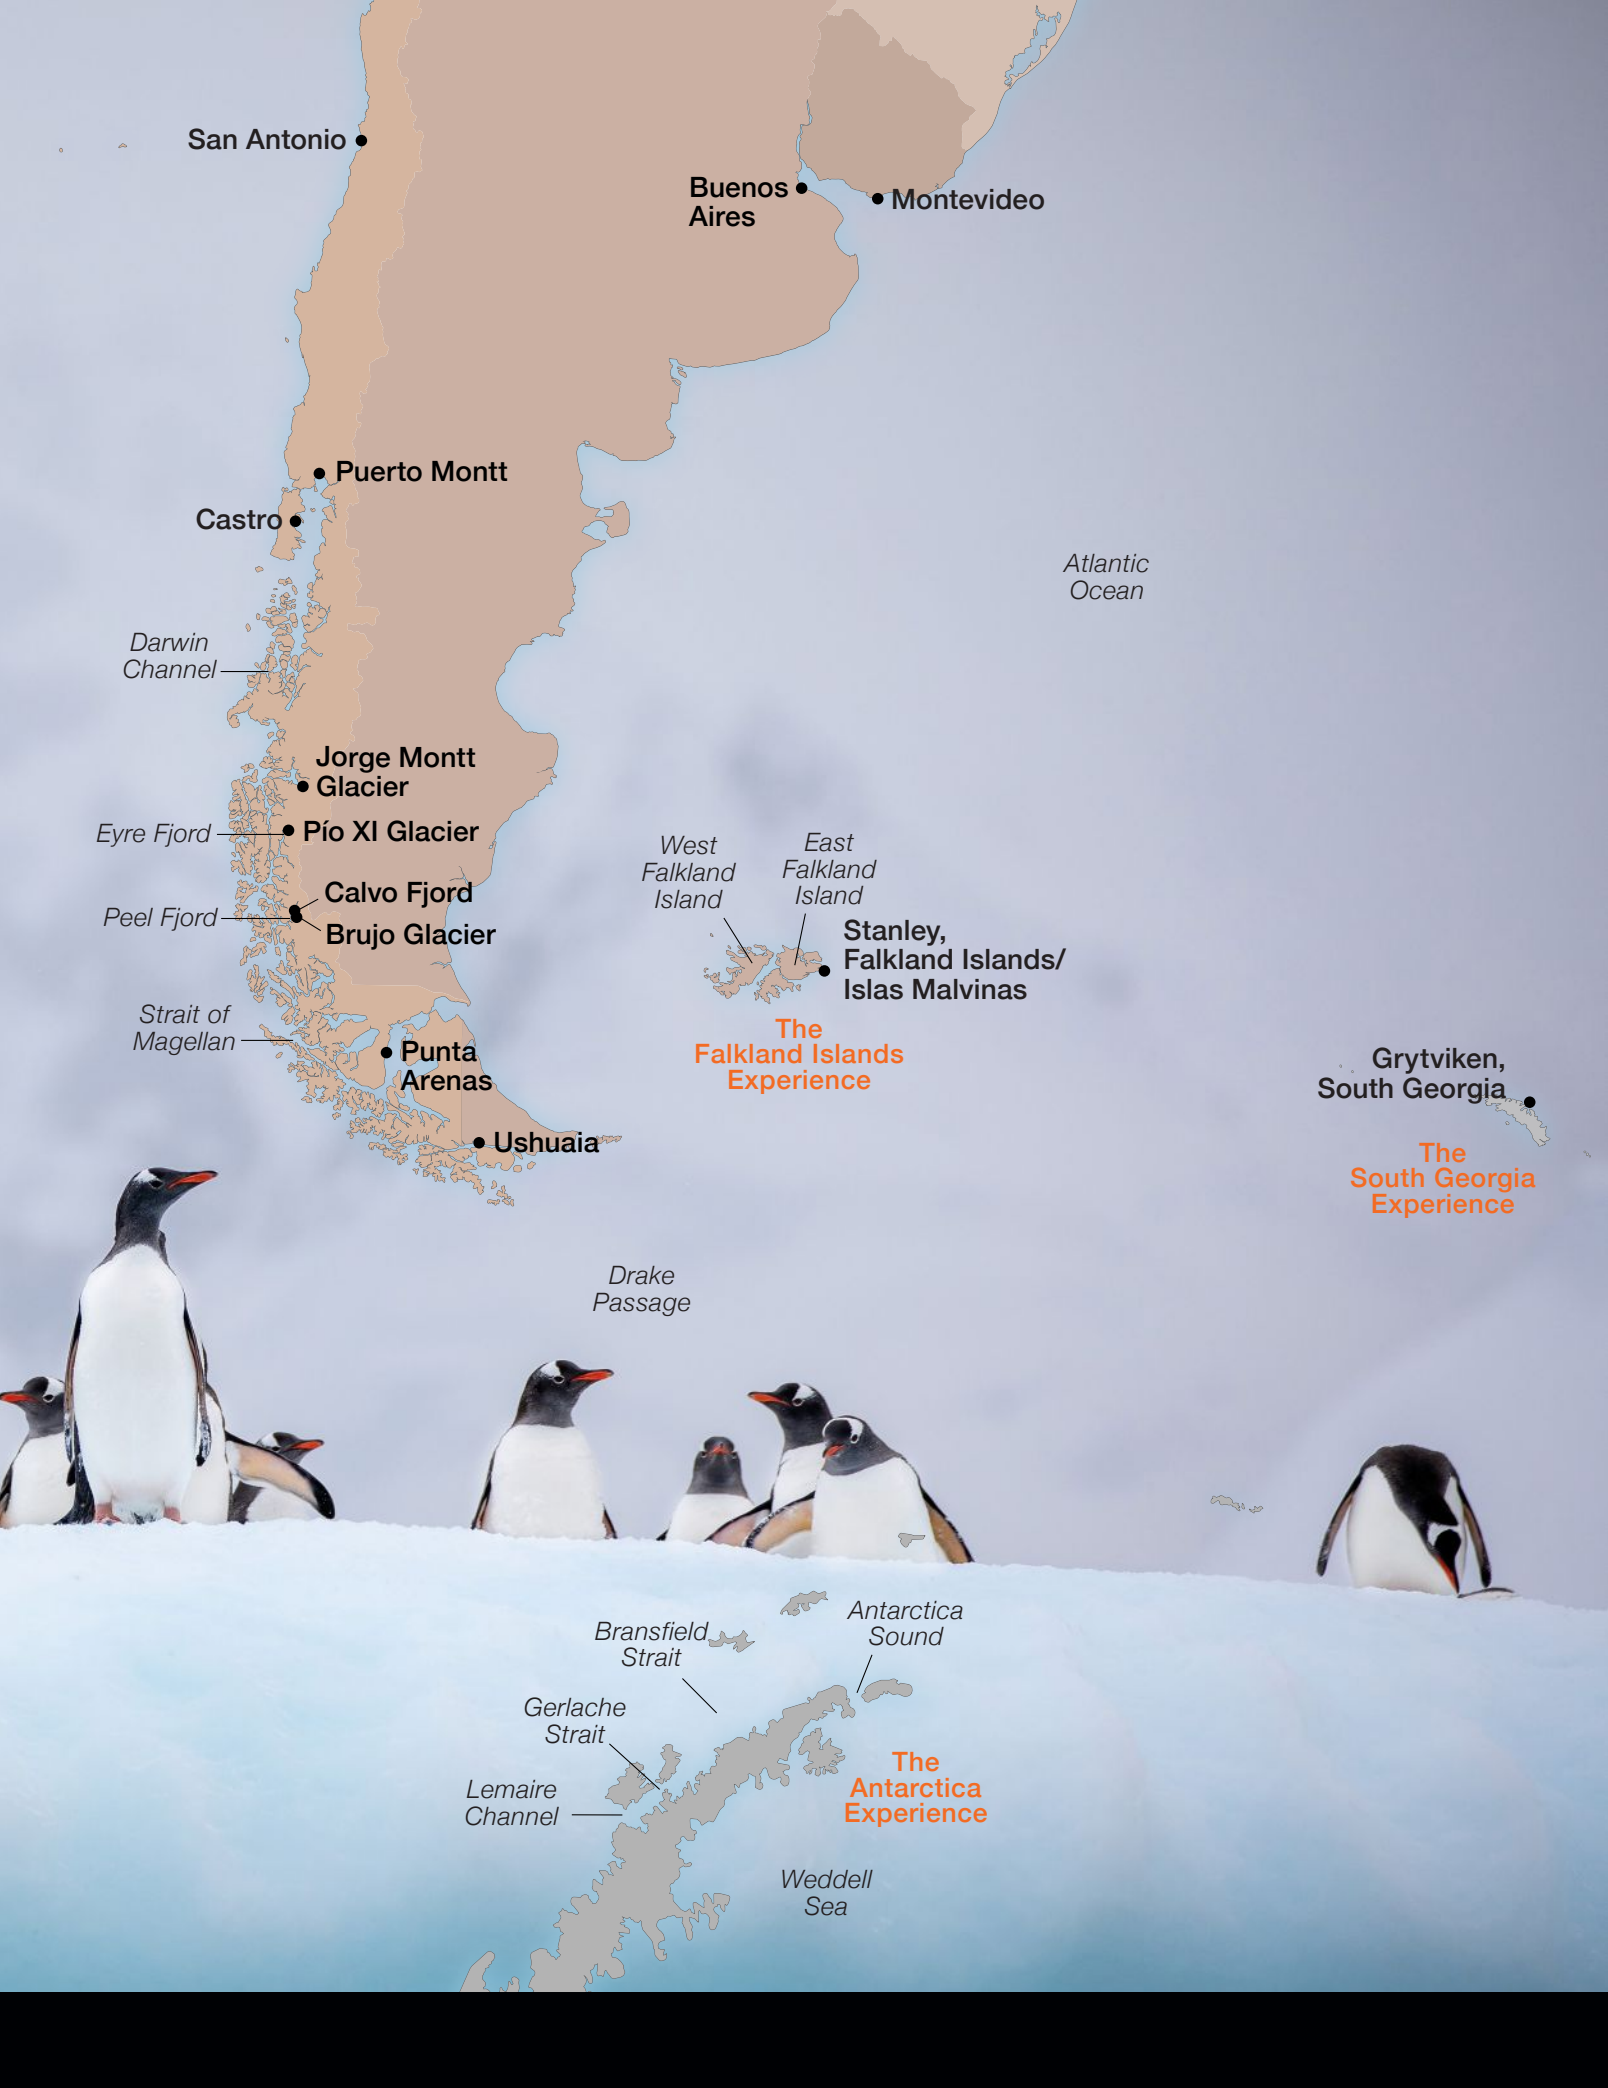 San Antonio
Buenos
Aires
Montevideo
Puerto Montt
Castro
Atlantic
Ocean
Darwin
Channel
Jorge Montt
Glacier
Eyre Fjord
Pío XI Glacier
West
Falkland
Island
East
Falkland
Island
Calvo Fjord
Peel Fjord
Brujo Glacier
Stanley,
Falkland Islands/
Islas Malvinas
Strait of
Magellan
The
Falkland Islands
Experience
Punta
Arenas
Grytviken,
South Georgia
Ushuaia
The
South Georgia
Experience
Drake
Passage
Bransfield
Strait
Antarctica
Sound
Gerlache
Strait
Lemaire
Channel
The
Antarctica
Experience
Weddell
Sea